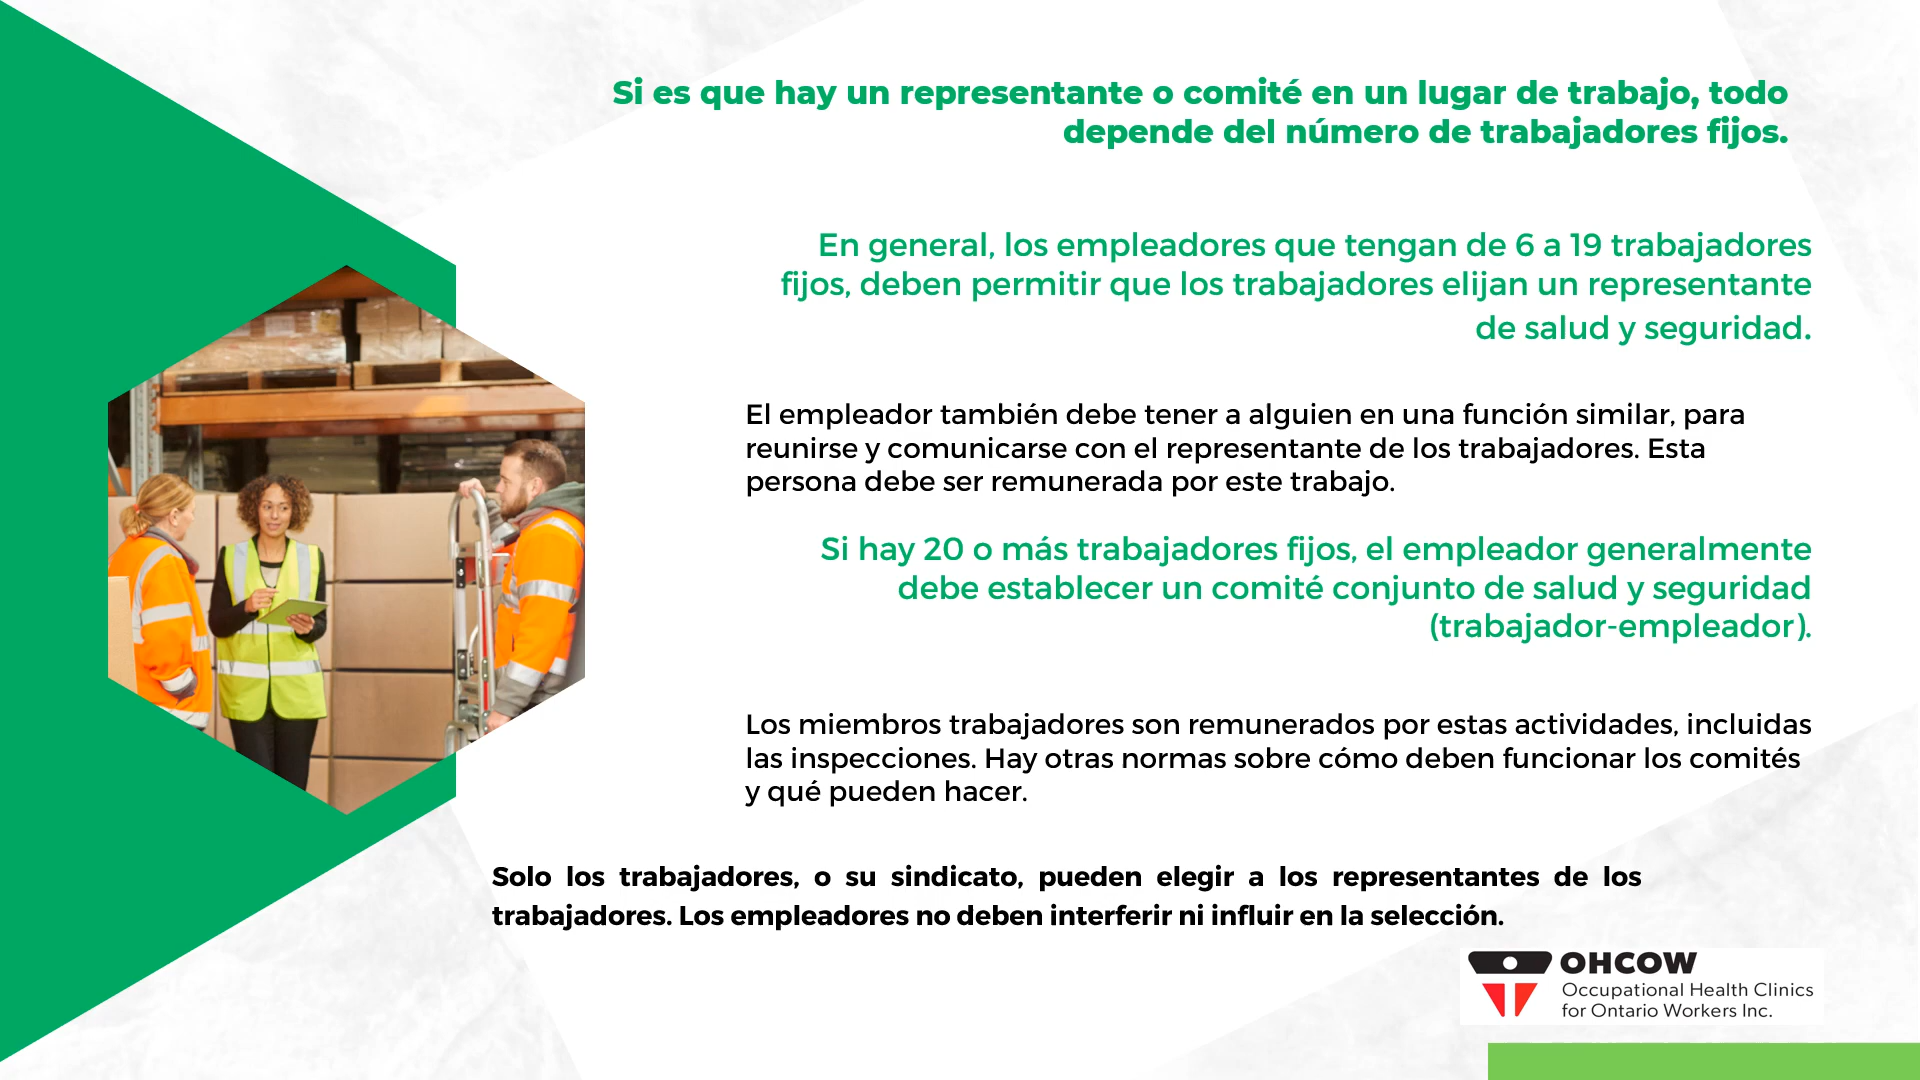 Si es que hay un representante o comité en un lugar de trabajo, todo
depende del número de trabajadores fijos.
En general, los empleadores que tengan de 6 a 19 trabajadores
fijos, deben permitir que los trabajadores elijan un representante
de salud y seguridad.
El empleador también debe tener a alguien en una función similar, para
reunirse y comunicarse con el representante de los trabajadores. Esta
persona debe ser remunerada por este trabajo.
Si hay 20 o más trabajadores fijos, el empleador generalmente
debe establecer un comité conjunto de salud y seguridad
(trabajador-empleador).
Los miembros trabajadores son remunerados por estas actividades, incluidas
las inspecciones. Hay otras normas sobre cómo deben funcionar los comités
y qué pueden hacer.
Solo los trabajadores, o su sindicato, pueden elegir a los representantes de los
trabajadores. Los empleadores no deben interferir ni influir en la selección.
OHCOW
Occupational Health Clinics
for Ontario Workers Inc.